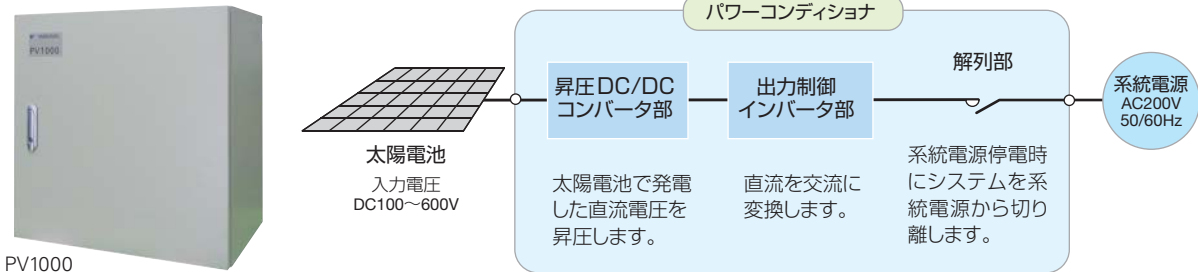 PV1000
PV1000
パワーコンディショナ
太陽電池
入力電圧
DC100～600V
昇圧DC/DC
コンバータ部
太陽電池で発電
した直流電圧を
昇圧します。
出力制御
インバータ部
直流を交流に
変換します。
解列部
系統電源停電時
にシステムを系
統電源から切り
離します。
系統電源
AC200V
50/60Hz